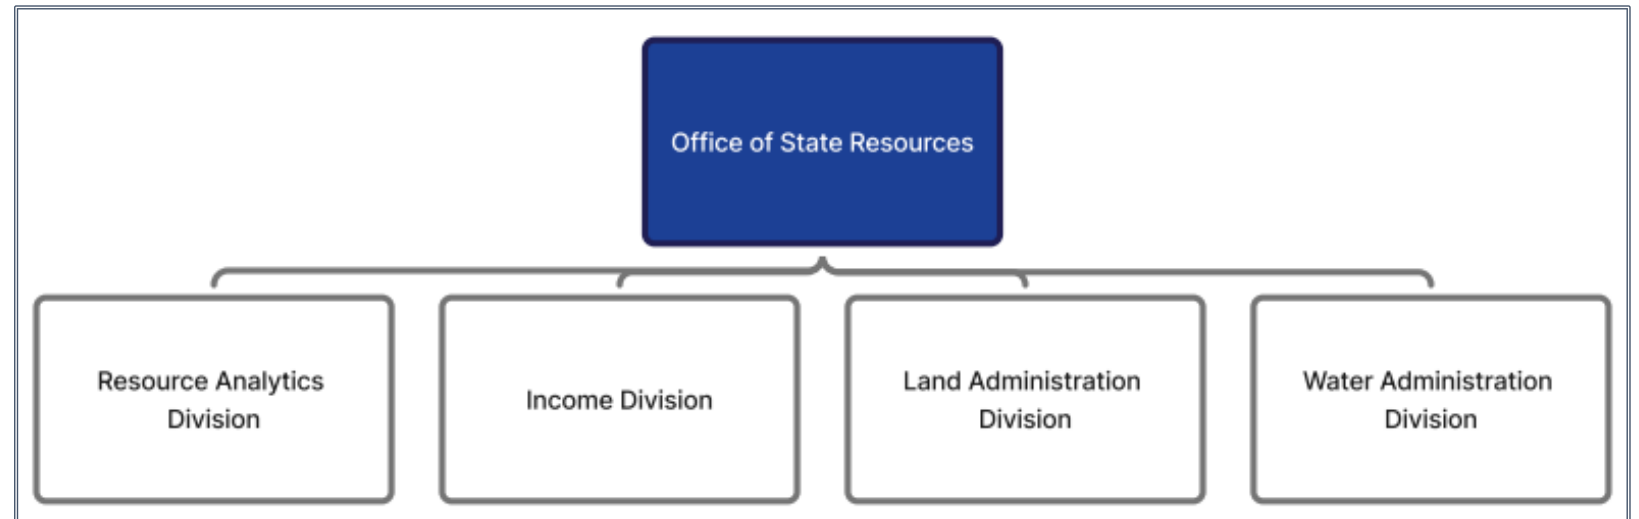 Office of State Resources
Resource Analytics
Division
Income Division
Land Administration
Division
Water Administration
Division